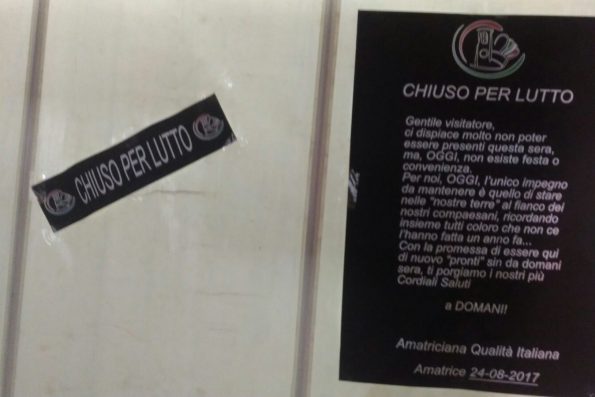 CHIUSO PER LUTTO
CHIUSO PER LUTTO
Gentile visitatore,
ci dispiace molto non poter
essere presenti questa sera,
ma, OGGI, non esiste festa o
convenienza.
Per noi, OGGI, l'unico impegno
da mantenere è quello di stare
nelle "nostre terre" al fianco dei
nostri compaesani, ricordando
insieme tutti coloro che non ce
l'hanno fatta un anno fa...
Con la promessa di essere qui
di nuovo "pronti" sin da domani
sera, ti porgiamo i nostri più
Cordiali Saluti
a DOMANI!
Amatriciana Qualità Italiana
Amatrice 24-08-2017